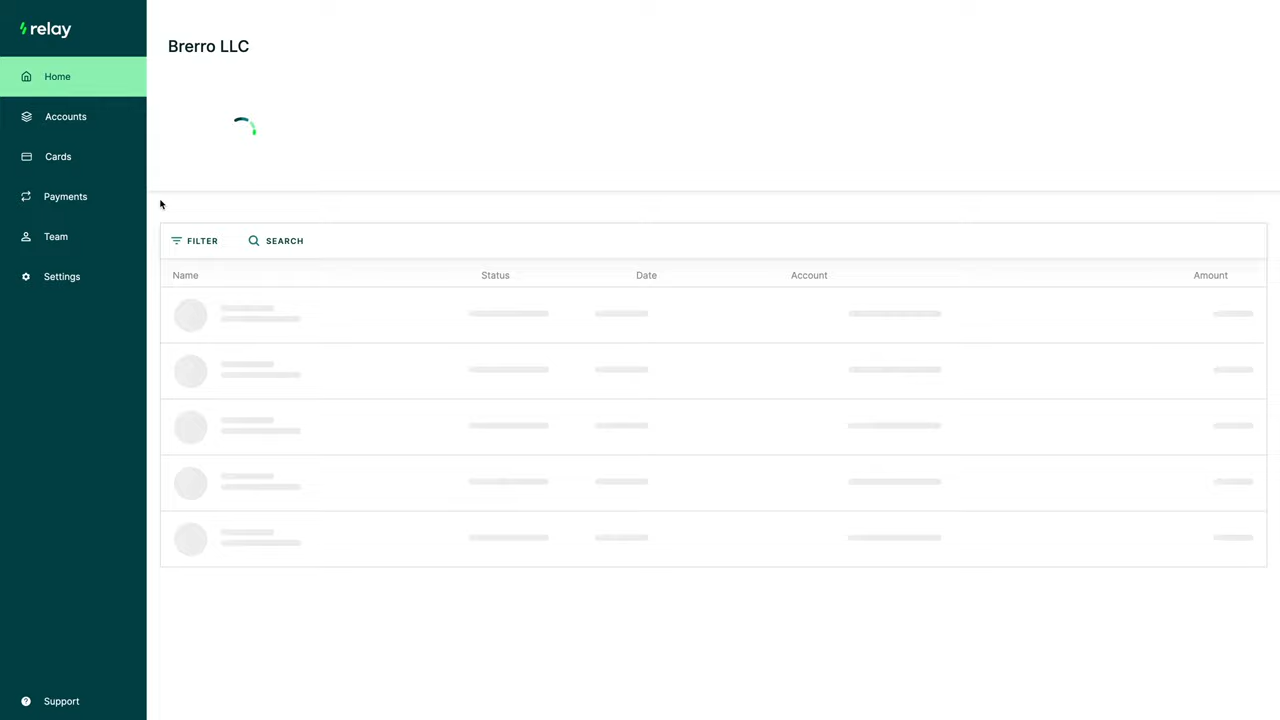 relay
Brerro LLC
Home
Accounts
Cards
Payments
Team
Settings
FILTER SEARCH
Name Status Date Account Amount
Support